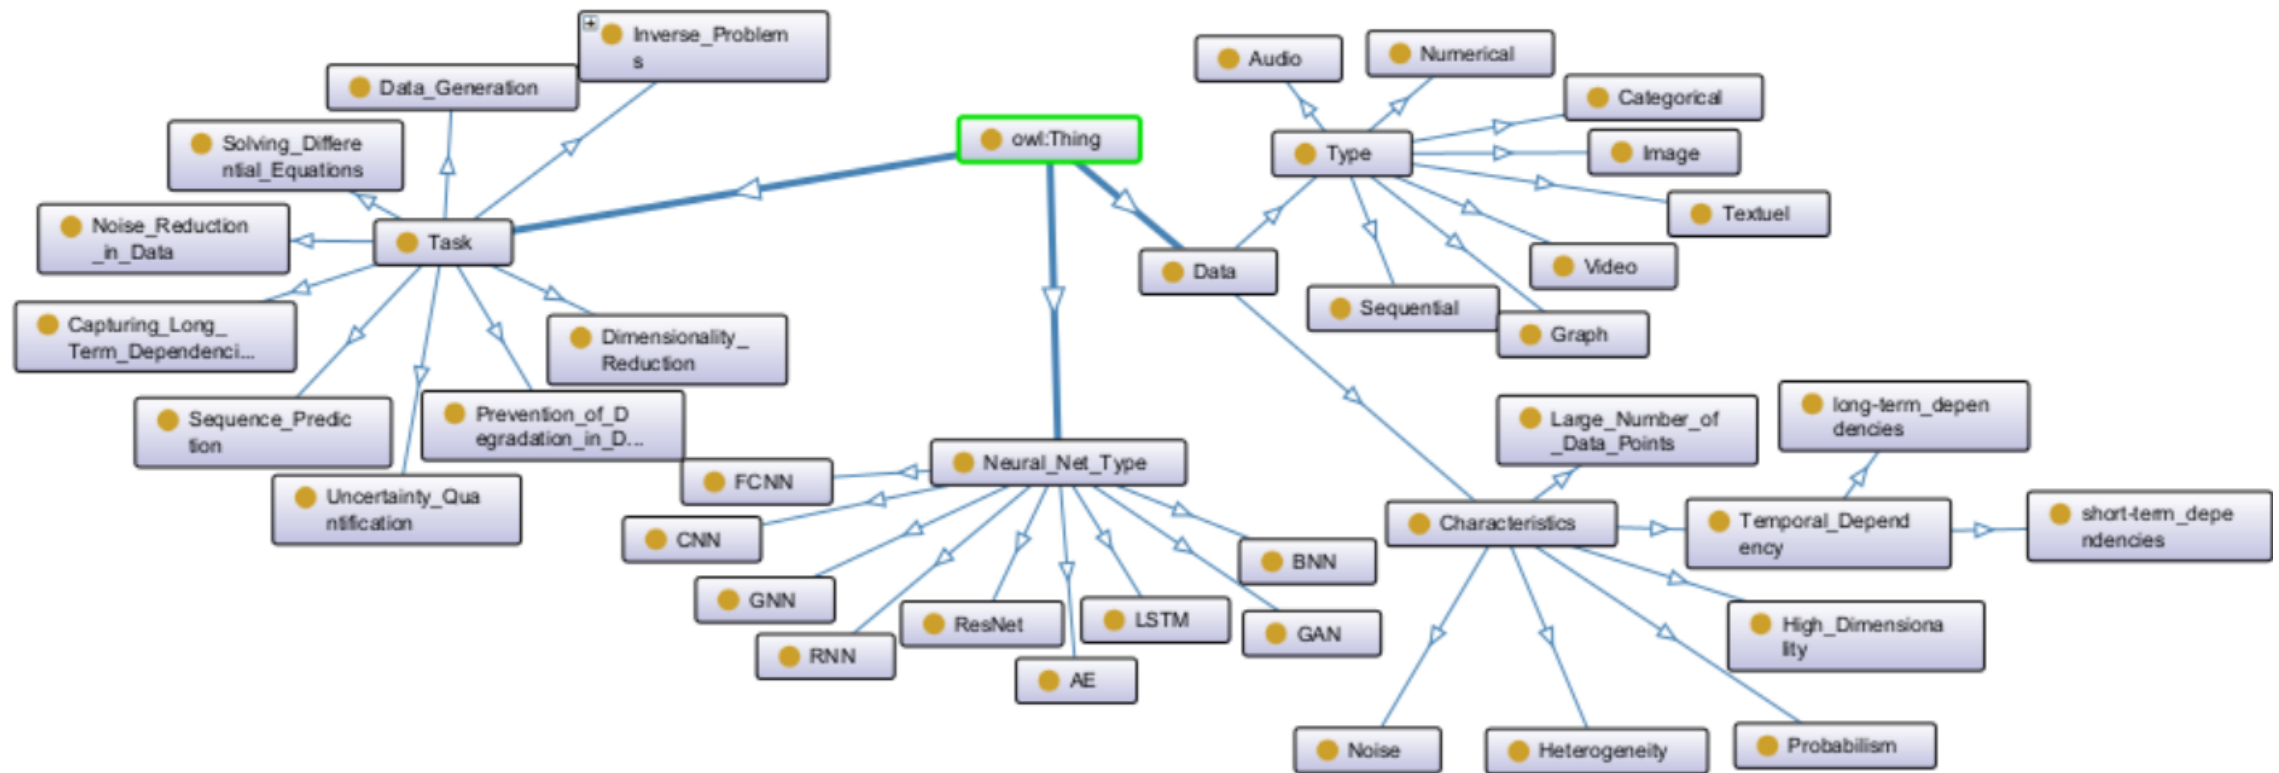 Inverse_Problem
s
Data_Generation
Solving_Differe
ntial_Equations
Noise_Reduction
_in_Data
Task
Capturing_Long_
Term_Dependenci...
Sequence_Predic
tion
Uncertainty_Qua
ntification
Prevention_of_D
egradation_in_D...
Dimensionality_
Reduction
owl:Thing
Neural_Net_Type
FCNN
CNN
GNN
RNN
ResNet
AE
LSTM
GAN
BNN
Data
Type
Audio
Numerical
Categorical
Image
Textuel
Video
Graph
Sequential
Characteristics
Large_Number_of
_Data_Points
Temporal_Depend
ency
long-term_depen
dencies
short-term_depe
ndencies
High_Dimensiona
lity
Probabilism
Heterogeneity
Noise